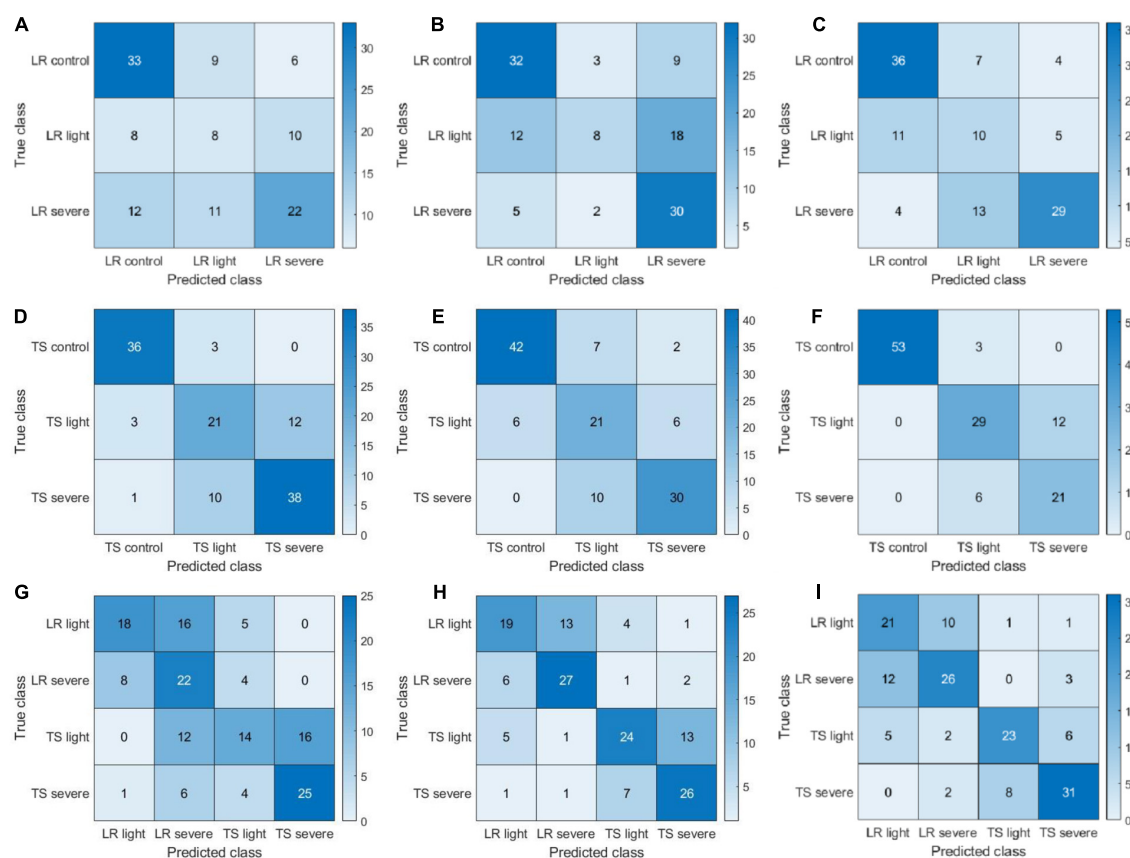 A
LR control 33 9 6
LR light 8 8 10
LR severe 12 11 22
LR control LR light LR severe
Predicted class
True class
30
25
20
15
10
B
LR control 32 3 9
LR light 12 8 18
LR severe 5 2 30
LR control LR light LR severe
Predicted class
True class
30
25
20
15
10
5
C
LR control 36 7 4
LR light 11 10 5
LR severe 4 13 29
LR control LR light LR severe
Predicted class
True class
D
TS control 36 3 0
TS light 3 21 12
TS severe 1 10 38
TS control TS light TS severe
Predicted class
True class
35
30
25
20
15
10
5
0
E
TS control 42 7 2
TS light 6 21 6
TS severe 0 10 30
TS control TS light TS severe
Predicted class
True class
40
35
30
25
20
15
10
5
0
F
TS control 53 3 0
TS light 0 29 12
TS severe 0 6 21
TS control TS light TS severe
Predicted class
True class
5
4
3
2
1
0
G
LR light 18 16 5 0
LR severe 8 22 4 0
TS light 0 12 14 16
TS severe 1 6 4 25
LR light LR severe TS light TS severe
Predicted class
True class
25
20
15
10
5
0
H
LR light 19 13 4 1
LR severe 6 27 1 2
TS light 5 1 24 13
TS severe 1 1 7 26
LR light LR severe TS light TS severe
Predicted class
True class
25
20
15
10
5
I
LR light 21 10 1 1
LR severe 12 26 0 3
TS light 5 2 23 6
TS severe 0 2 8 31
LR light LR severe TS light TS severe
Predicted class
True class